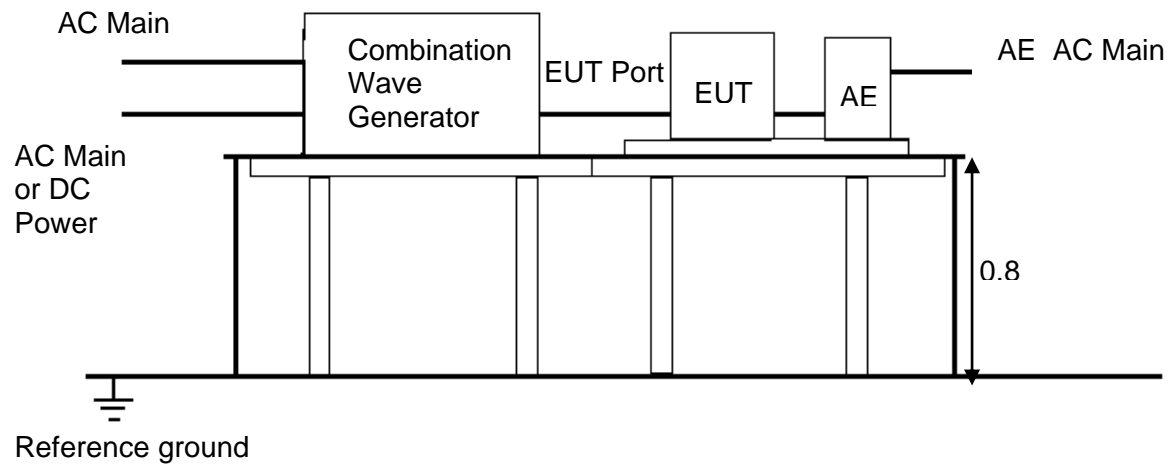 AC Main
Combination
Wave
Generator
EUT Port
EUT
AE
AE AC Main
AC Main
or DC
Power
0.8
Reference ground